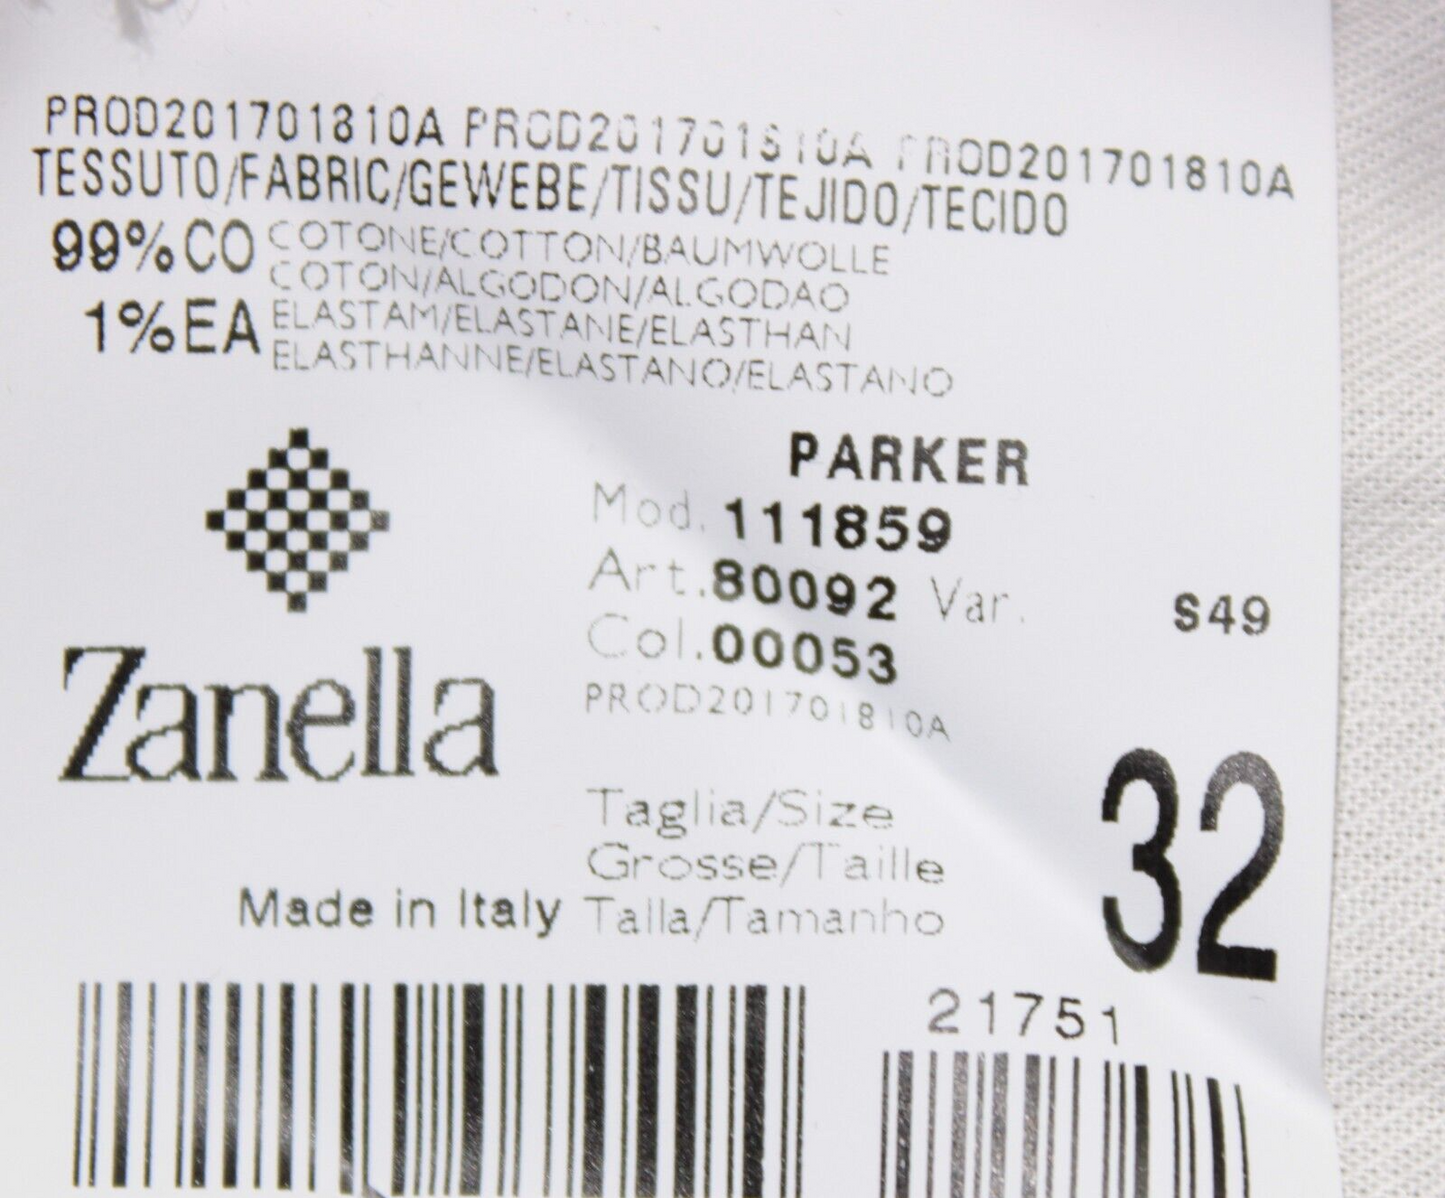 PROD201701810A PROD201701810A PROD201701810A
TESSUTO/FABRIC/GEWEBE/TISSU/TEJIDO/TECIDO
99%CO COTONE/COTTON/BAUMWOLLE
COTON/ALGODON/ALGODAO
1%EA ELASTAM/ELASTANE/ELASTHAN
ELASTHANNE/ELASTANO/ELASTANO
PARKER
Mod. 111859
Art.80092 Var. S49
Col.00053
PROD201701810A
Zanella
Taglia/Size
Grosse/Taille
Talla/Tamanho
32
Made in Italy
21751